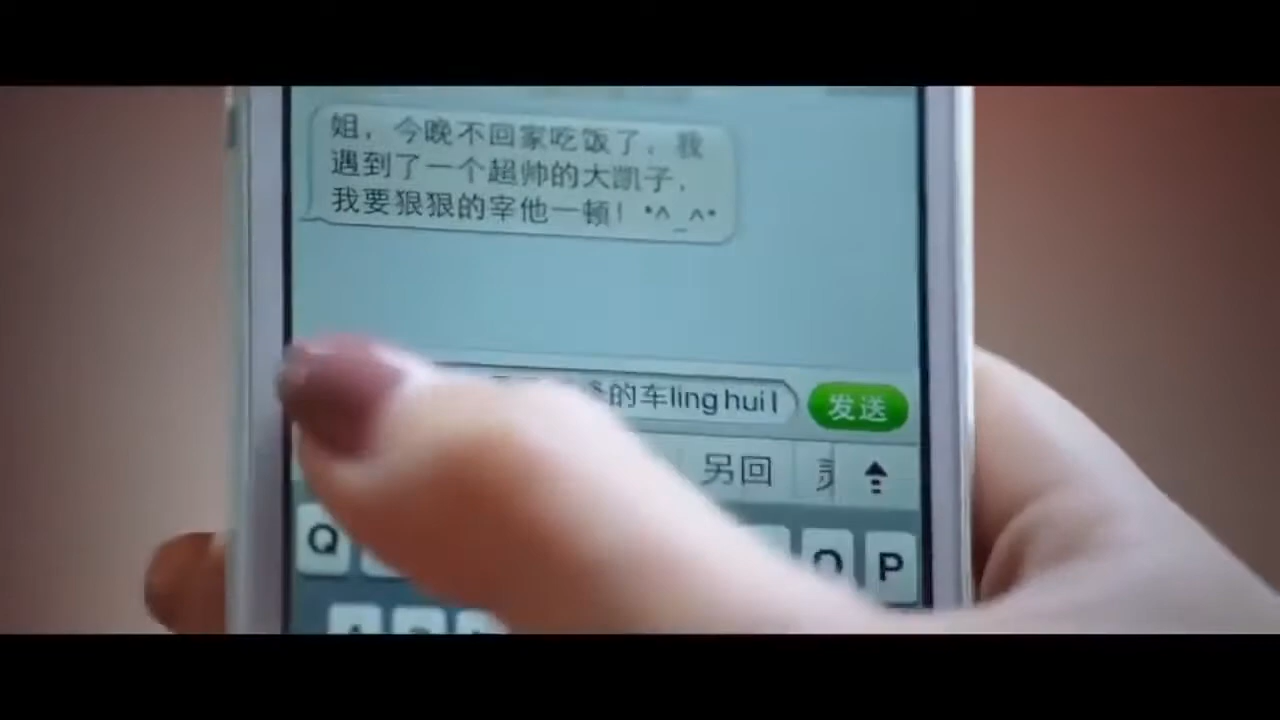 姐，今晚不回家吃饭了，我
遇到了一个超帅的大凯子，
我要狠狠的宰他一顿！*^_^*
的车ling hui l
发送
另回
Q
O P